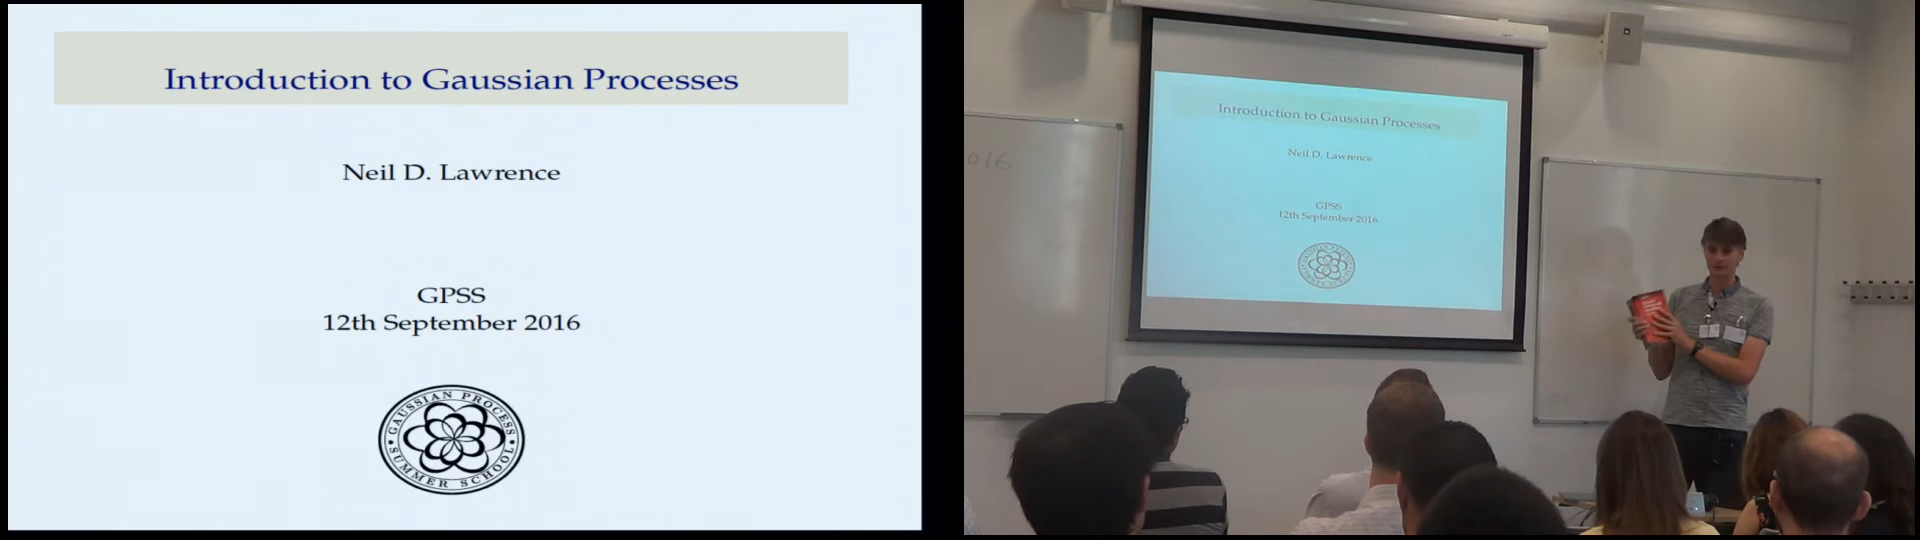 Introduction to Gaussian Processes
Neil D. Lawrence
GPSS
12th September 2016
GAUSSIAN PROCESS
SUMMER SCHOOL
016
Introduction to Gaussian Processes
Neil D. Lawrence
GPSS
12th September 2016